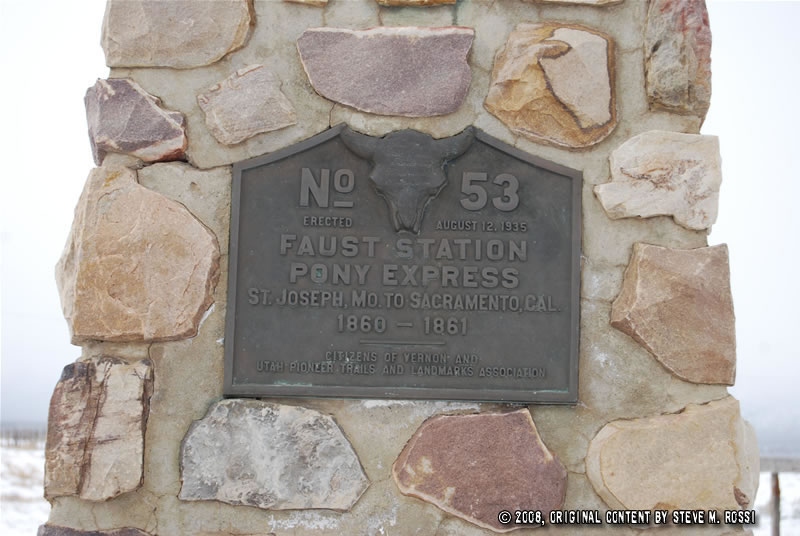 No 53
ERECTED AUGUST 12, 1935
FAUST STATION
PONY EXPRESS
ST. JOSEPH, MO. TO SACRAMENTO, CAL.
1860 — 1861
CITIZENS OF VERNON AND
UTAH PIONEER TRAILS AND LANDMARKS ASSOCIATION
© 2008, ORIGINAL CONTENT BY STEVE M. ROSSI